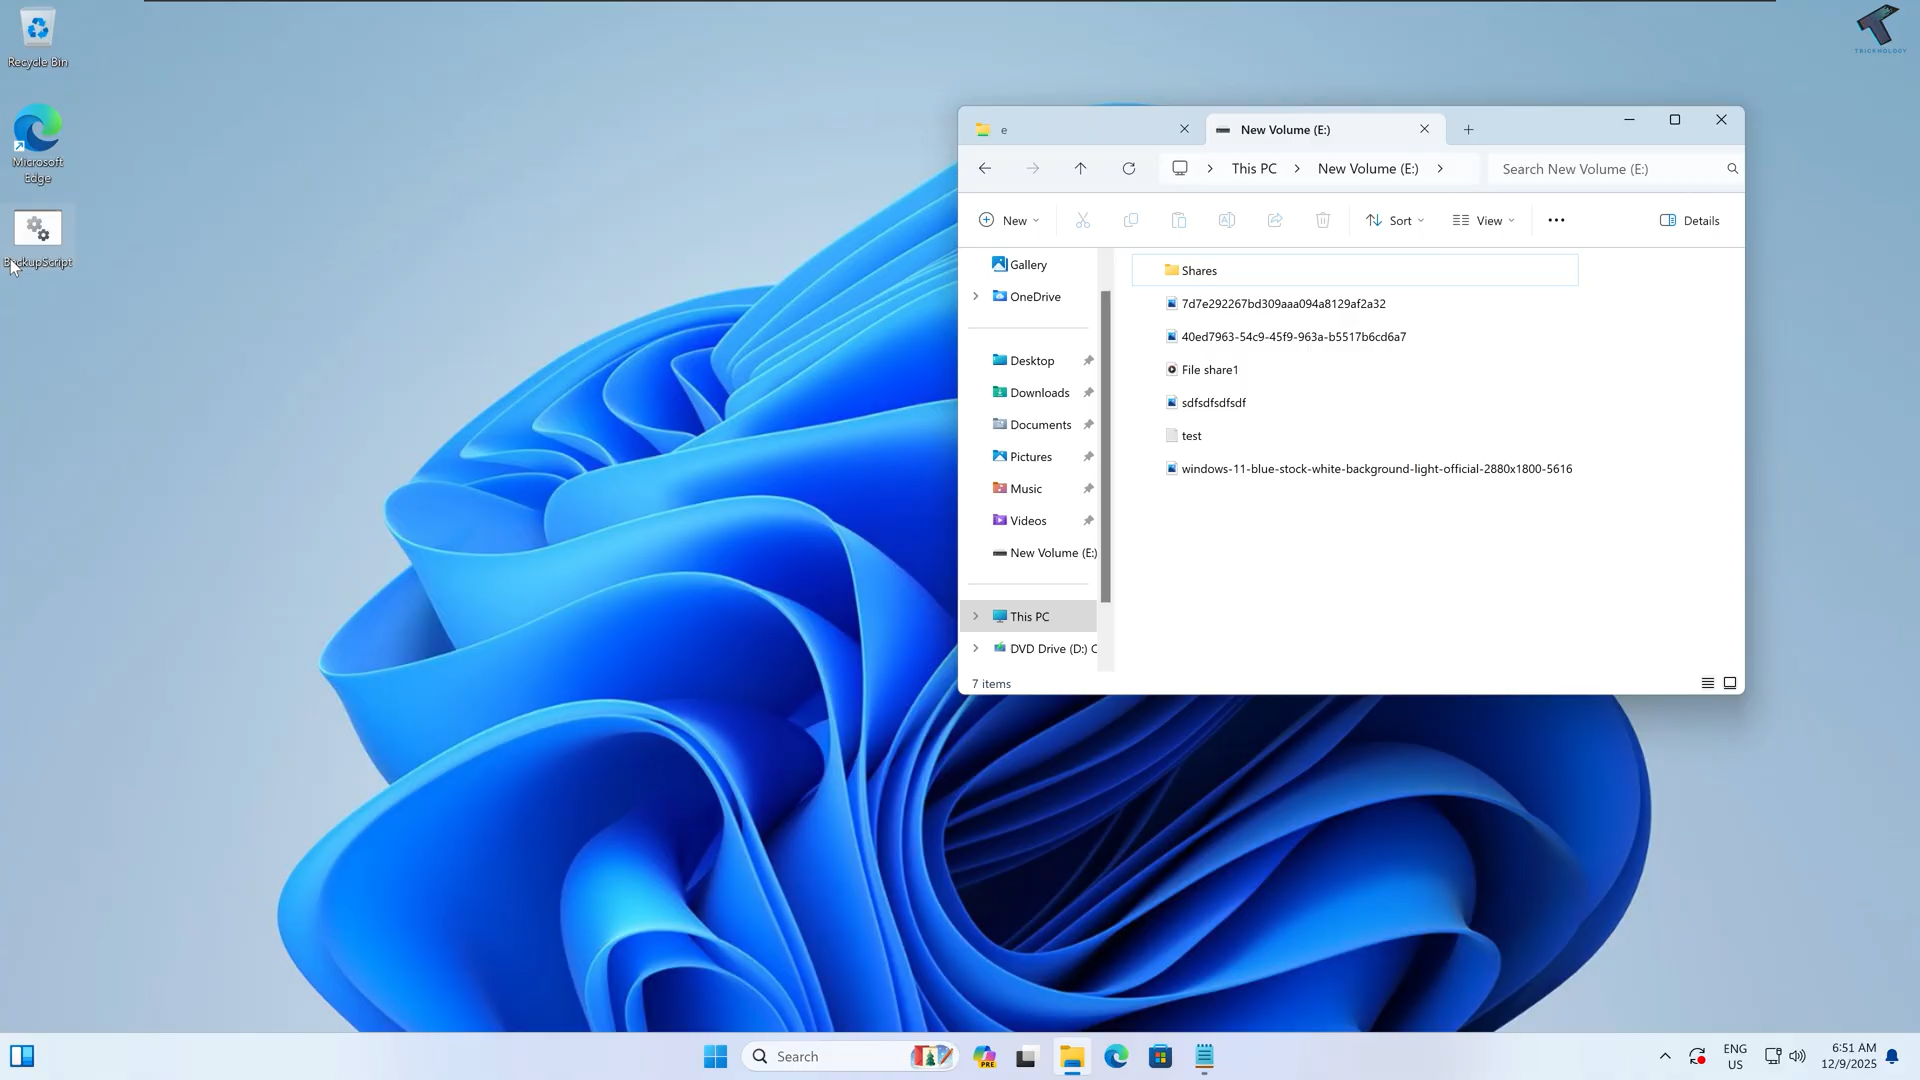 Recycle Bin
Microsoft
Edge
BackupScript
TRICKNOLOGY
e
New Volume (E:)
This PC
New Volume (E:)
Search New Volume (E:)
New
Sort
View
Details
Gallery
OneDrive
Desktop
Downloads
Documents
Pictures
Music
Videos
New Volume (E:)
This PC
DVD Drive (D:) C
Shares
7d7e292267bd309aaa094a8129af2a32
40ed7963-54c9-45f9-963a-b5517b6cd6a7
File share1
sdfsdfsdfsdf
test
windows-11-blue-stock-white-background-light-official-2880x1800-5616
7 items
Search
PRE
ENG
US
6:51 AM
12/9/2025